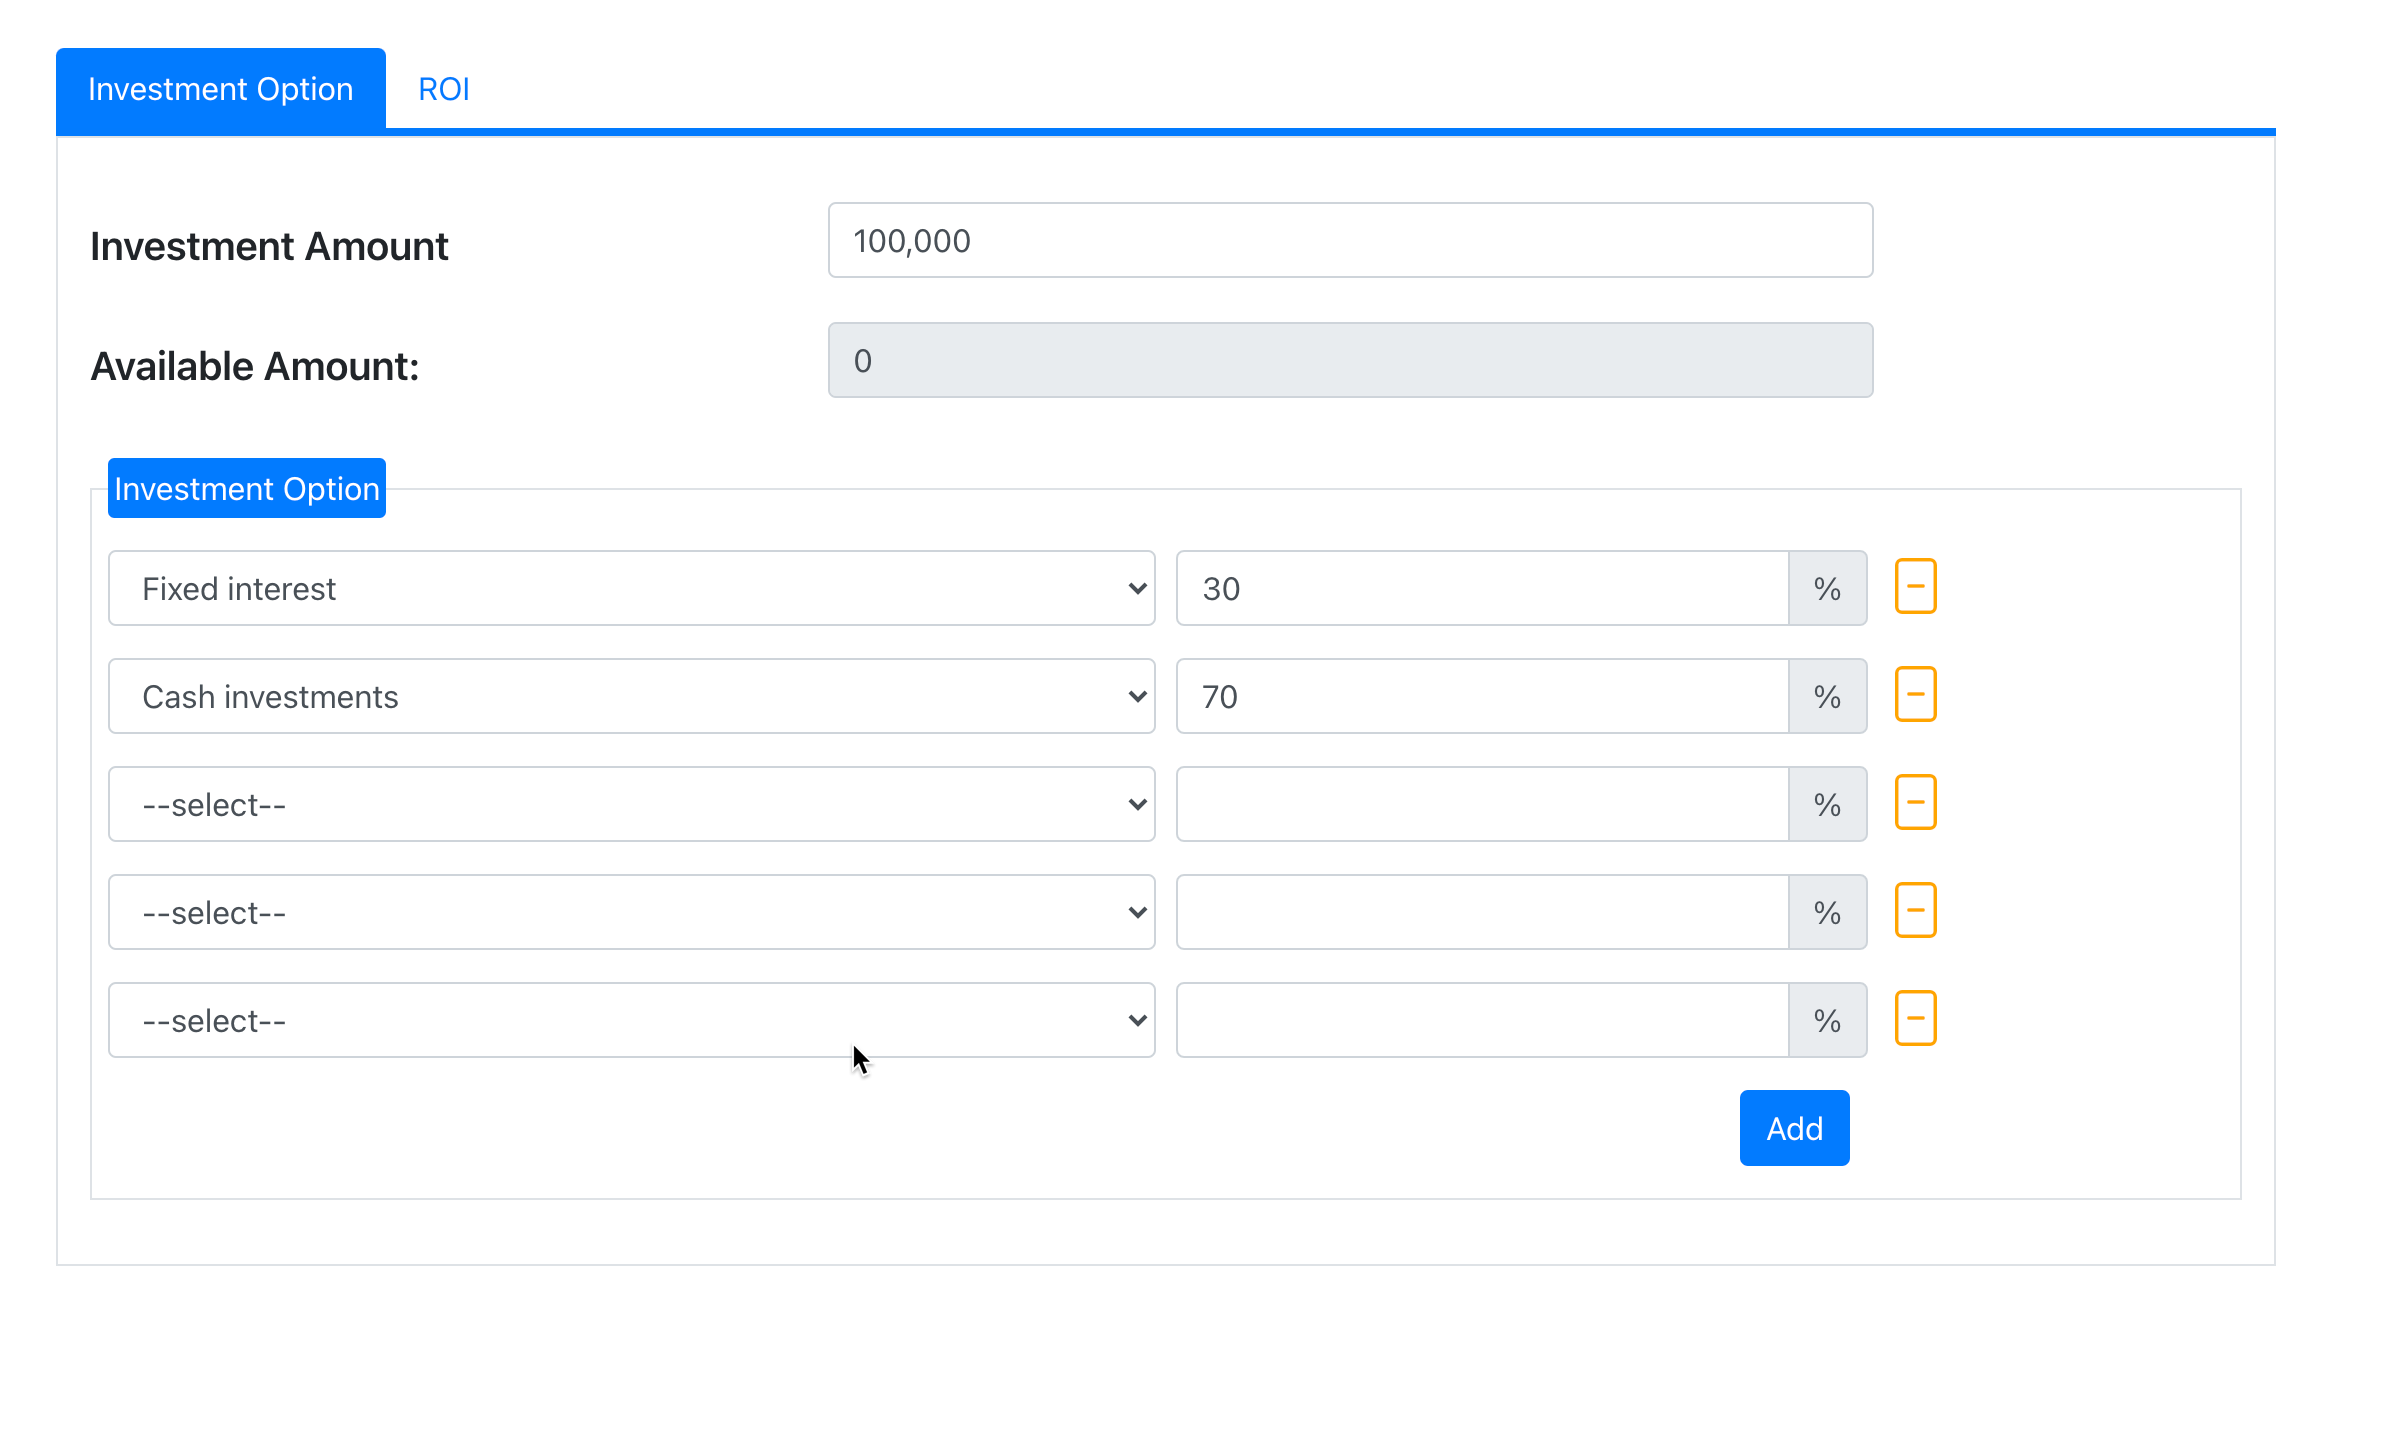 Investment Option ROI
Investment Amount 100,000
Available Amount: 0
Investment Option
Fixed interest 30 %
Cash investments 70 %
--select-- %
--select-- %
--select-- %
Add